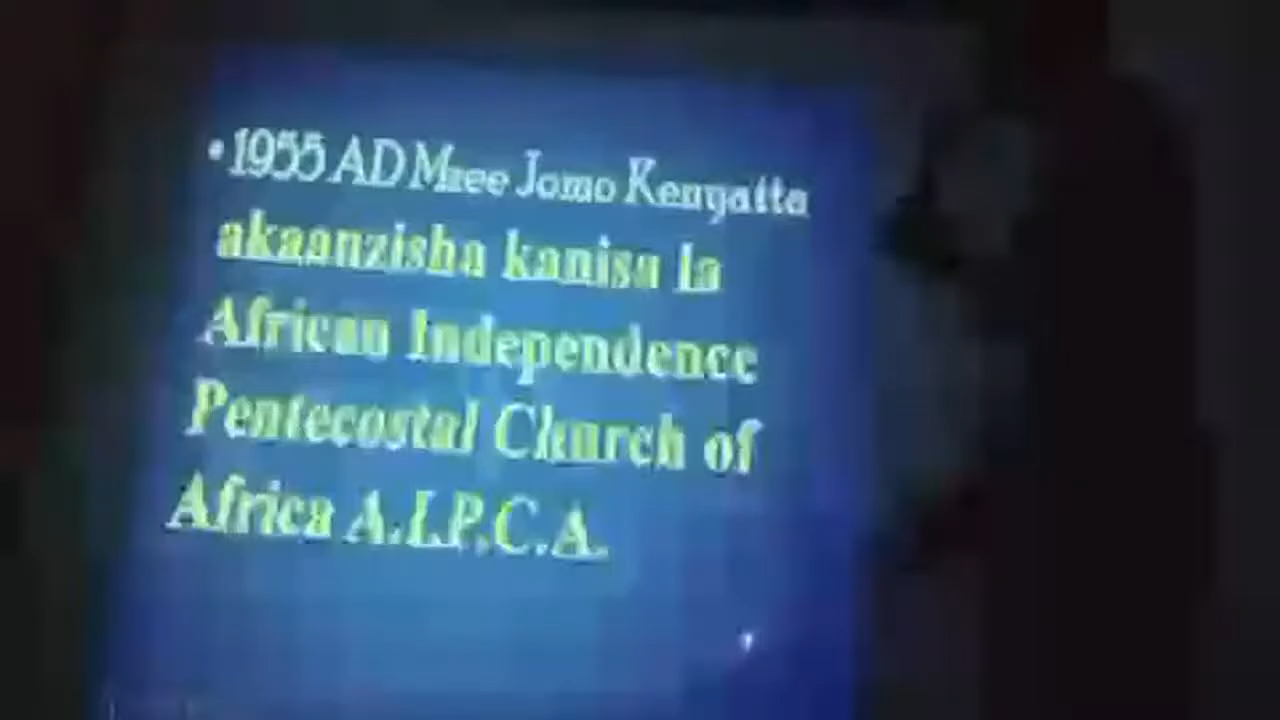 • 1955 AD Mzee Jomo Kenyatta
akaanzisha kanisa la
African Independence
Pentecostal Church of
Africa A.I.P.C.A.